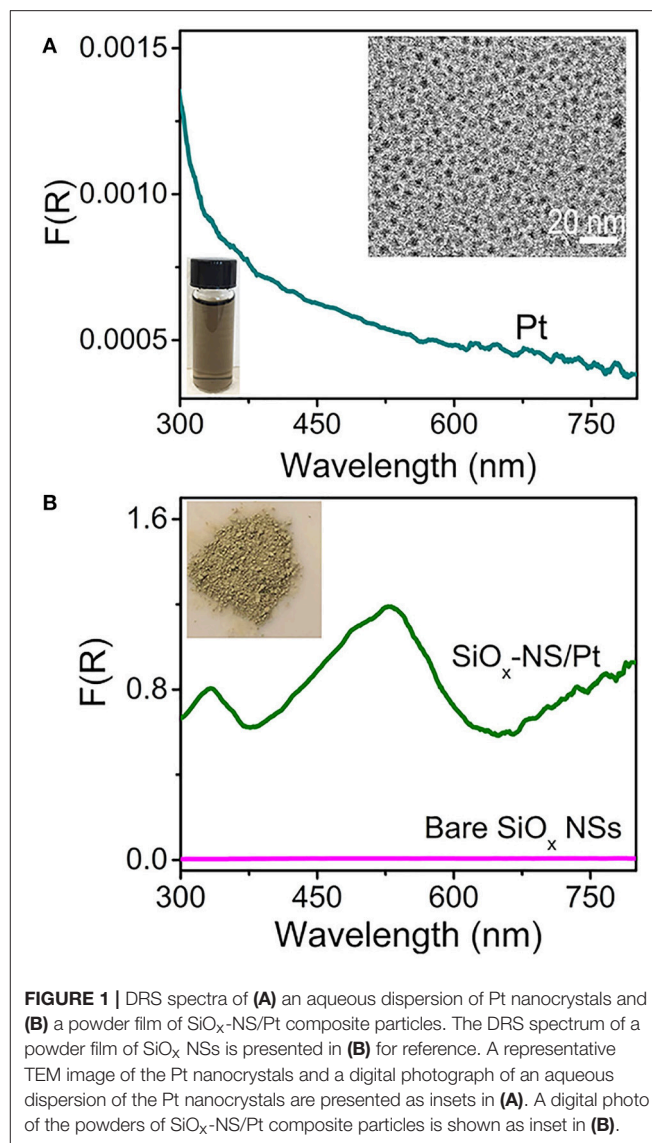 A
0.0015
0.0010
0.0005
F(R)
20 nm
Pt
300 450 600 750
Wavelength (nm)
B
1.6
0.8
0.0
F(R)
SiOx-NS/Pt
Bare SiOx NSs
300 450 600 750
Wavelength (nm)
FIGURE 1 | DRS spectra of (A) an aqueous dispersion of Pt nanocrystals and
(B) a powder film of SiOx-NS/Pt composite particles. The DRS spectrum of a
powder film of SiOx NSs is presented in (B) for reference. A representative
TEM image of the Pt nanocrystals and a digital photograph of an aqueous
dispersion of the Pt nanocrystals are presented as insets in (A). A digital photo
of the powders of SiOx-NS/Pt composite particles is shown as inset in (B).